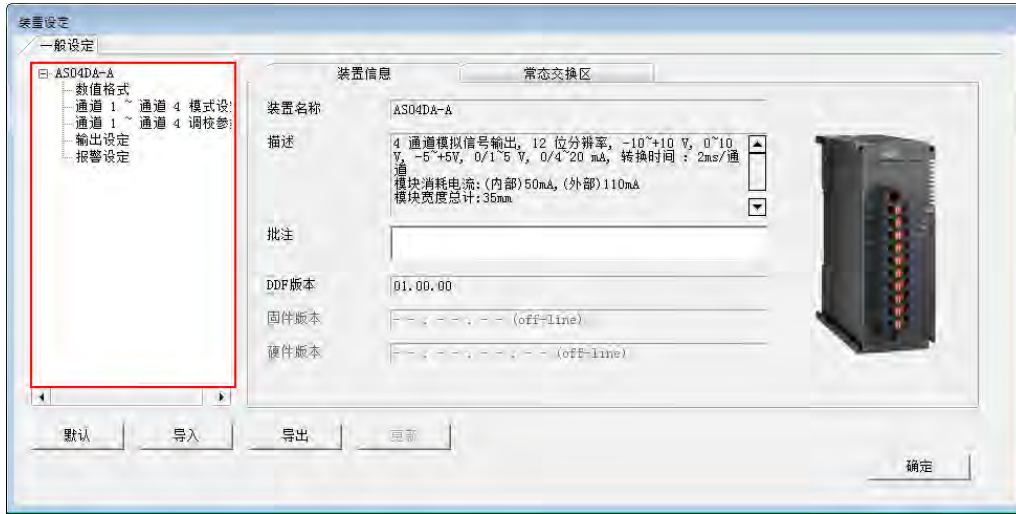 装置设定
一般设定
AS04DA-A
数值格式
通道 1 ~ 通道 4 模式设
通道 1 ~ 通道 4 调校参
输出设定
报警设定
装置信息
常态交换区
装置名称
AS04DA-A
描述
4 通道模拟信号输出, 12 位分辨率, -10~+10 V, 0~10
V, -5~+5V, 0/1~5 V, 0/4~20 mA, 转换时间 : 2ms/通
道
模块消耗电流:(内部)50mA,(外部)110mA
模块宽度总计:35mm
批注
DDF版本
01.00.00
固件版本
- - . - - . - - (off-line)
硬件版本
- - . - - . - - . - - (off-line)
默认
导入
导出
更新
确定